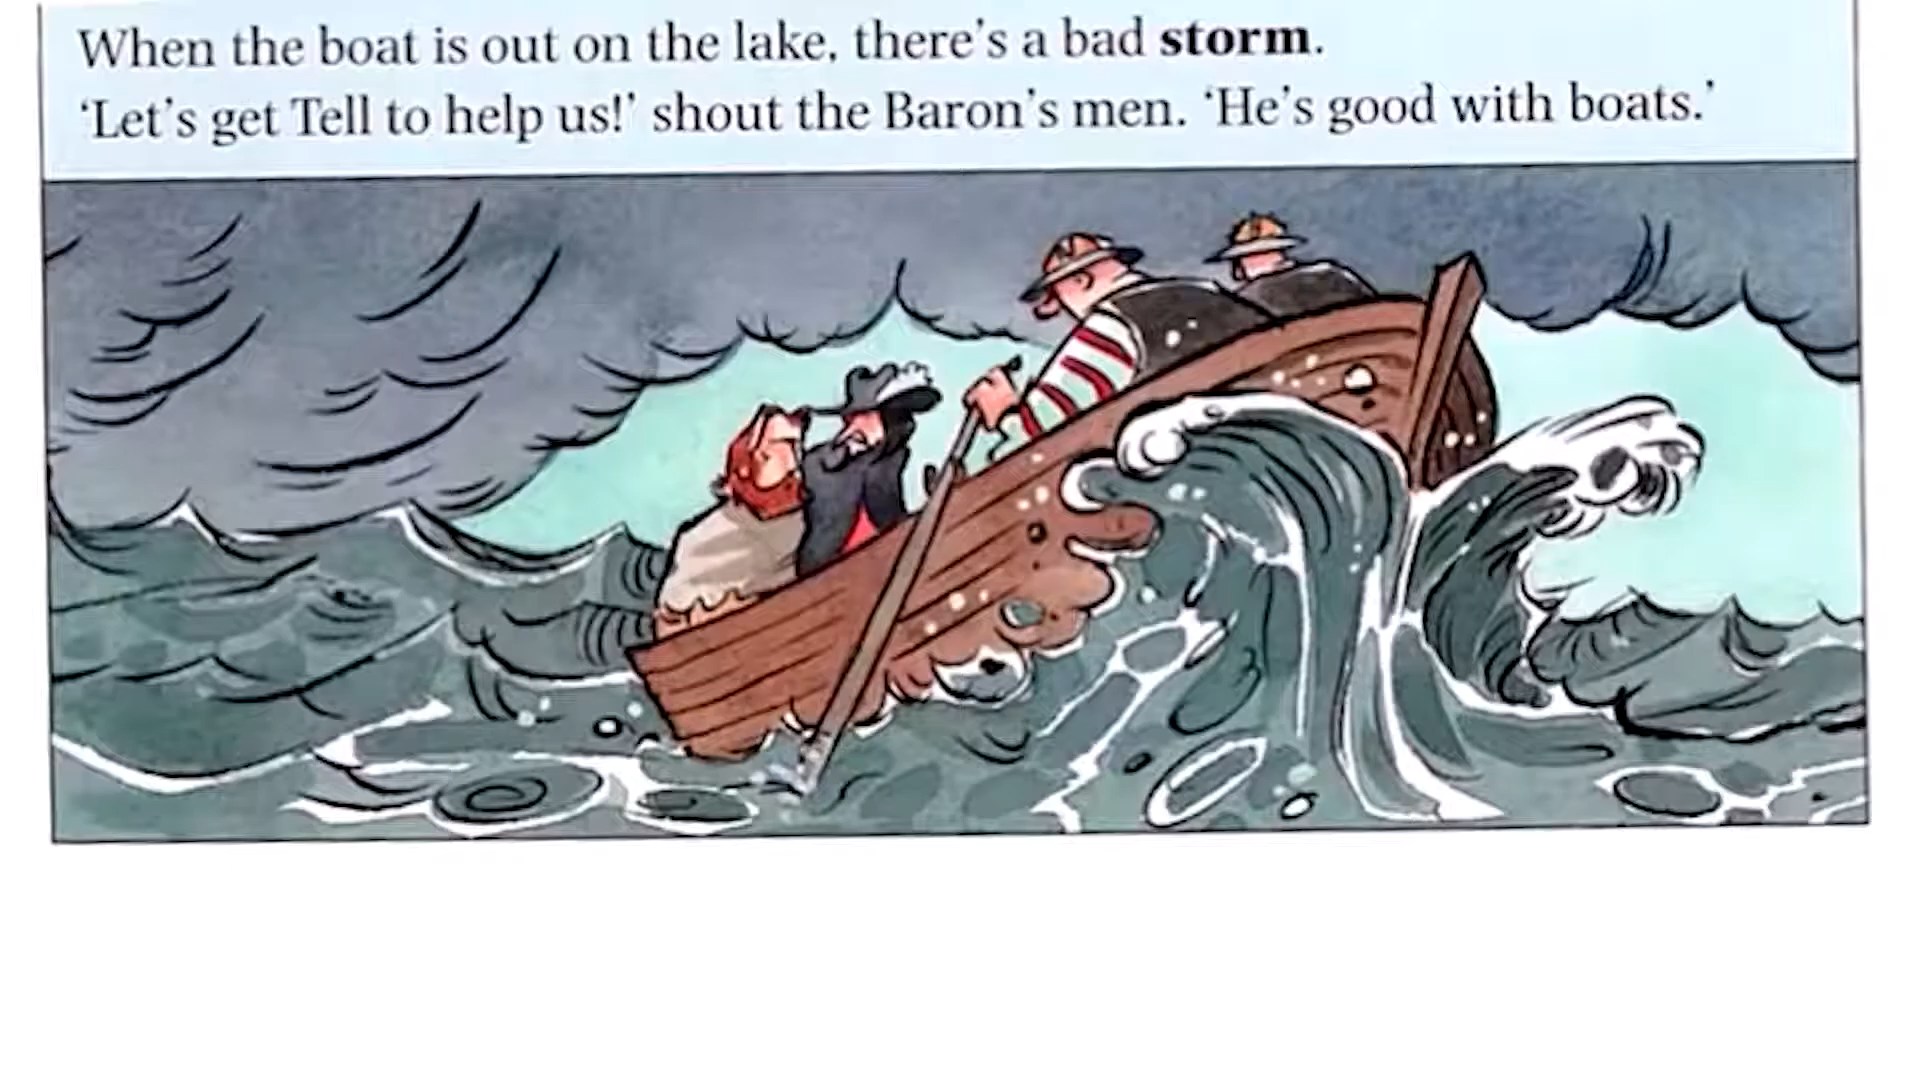 When the boat is out on the lake, there's a bad storm.
‘Let's get Tell to help us!’ shout the Baron's men. ‘He's good with boats.’